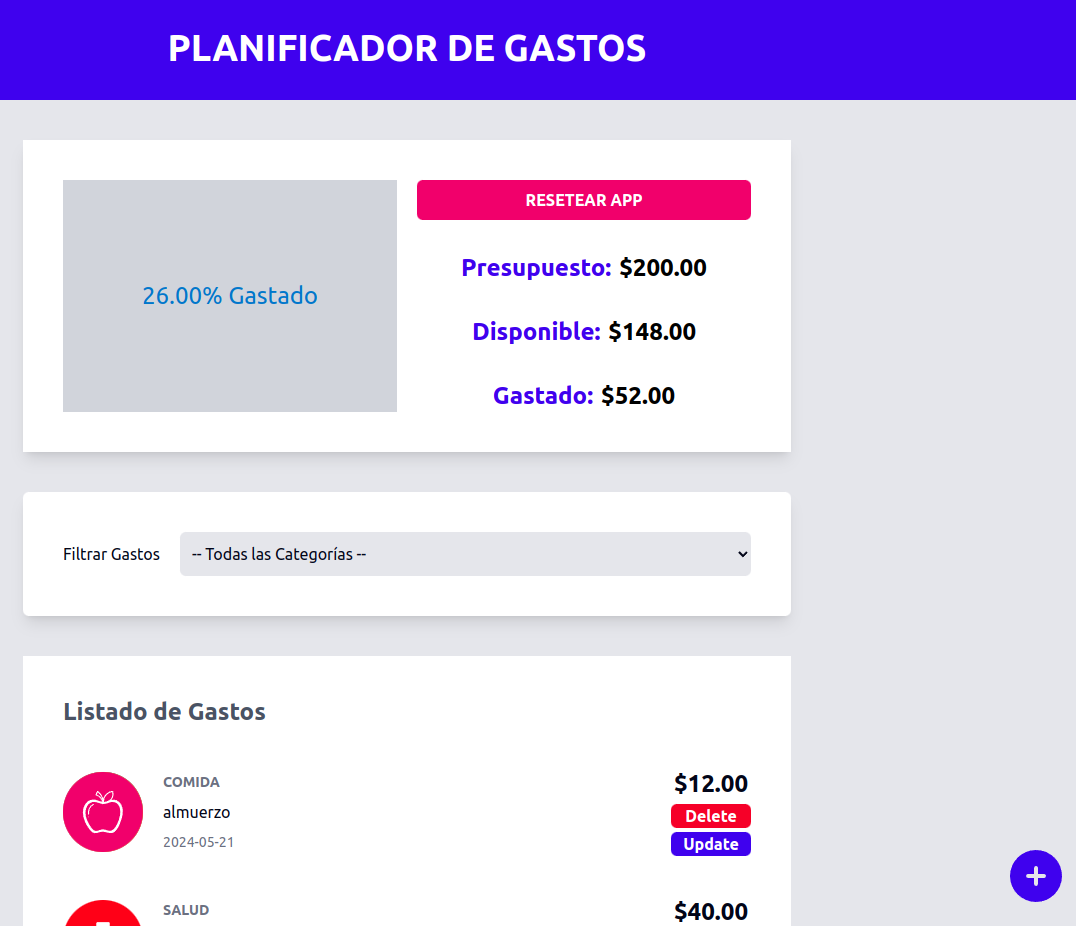 PLANIFICADOR DE GASTOS
26.00% Gastado
RESETEAR APP
Presupuesto: $200.00
Disponible: $148.00
Gastado: $52.00
Filtrar Gastos
-- Todas las Categorías --
Listado de Gastos
COMIDA
almuerzo
2024-05-21
$12.00
Delete
Update
SALUD
$40.00